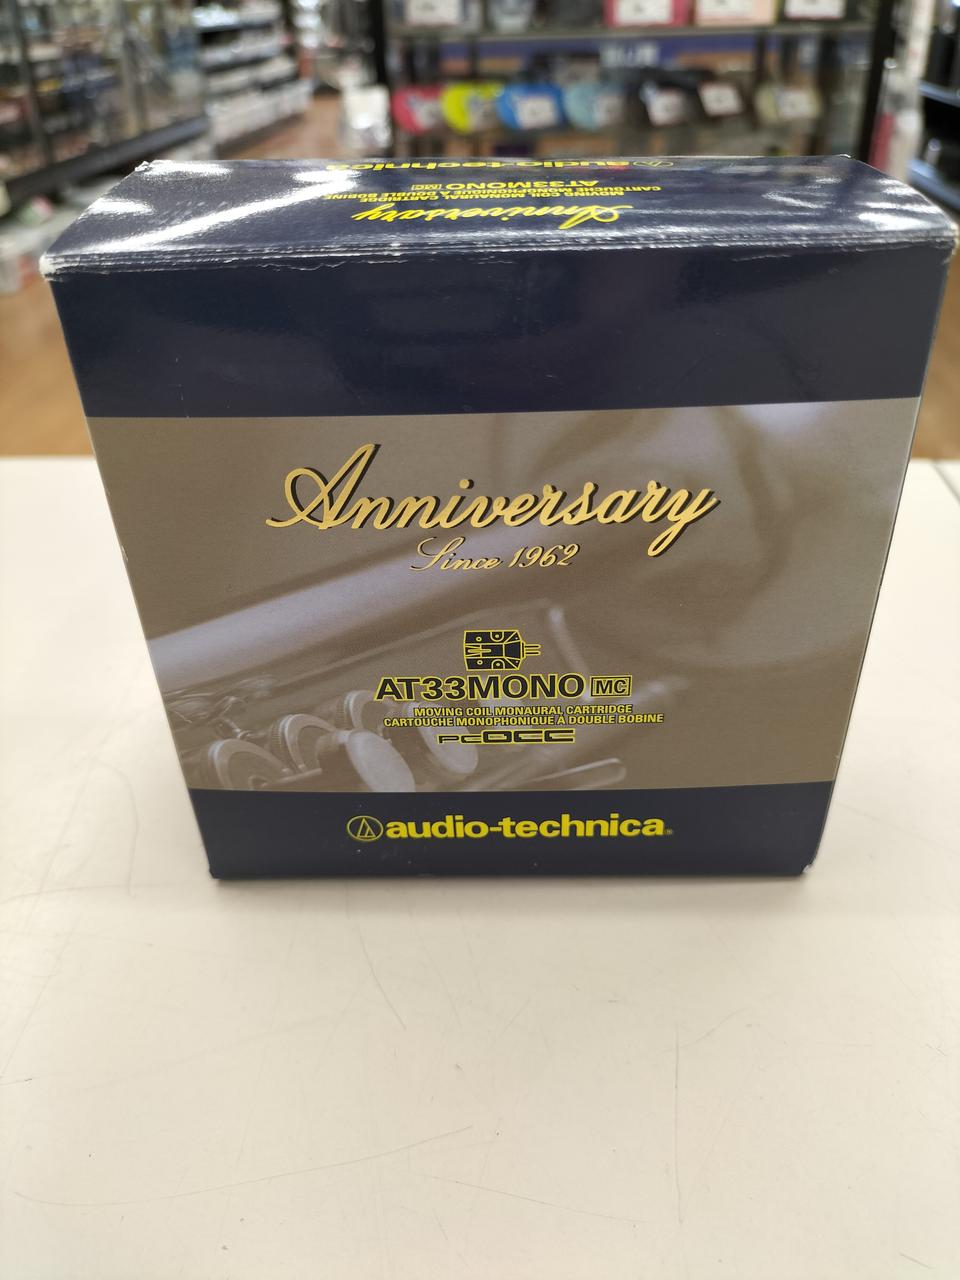 audio-technica
AT33MONO MC
MOVING COIL MONAURAL CARTRIDGE
CARTOUCHE MONOPHONIQUE À DOUBLE BOBINE
Anniversary
Anniversary
Since 1962
AT33MONO MC
MOVING COIL MONAURAL CARTRIDGE
CARTOUCHE MONOPHONIQUE À DOUBLE BOBINE
PCOCC
audio-technica®